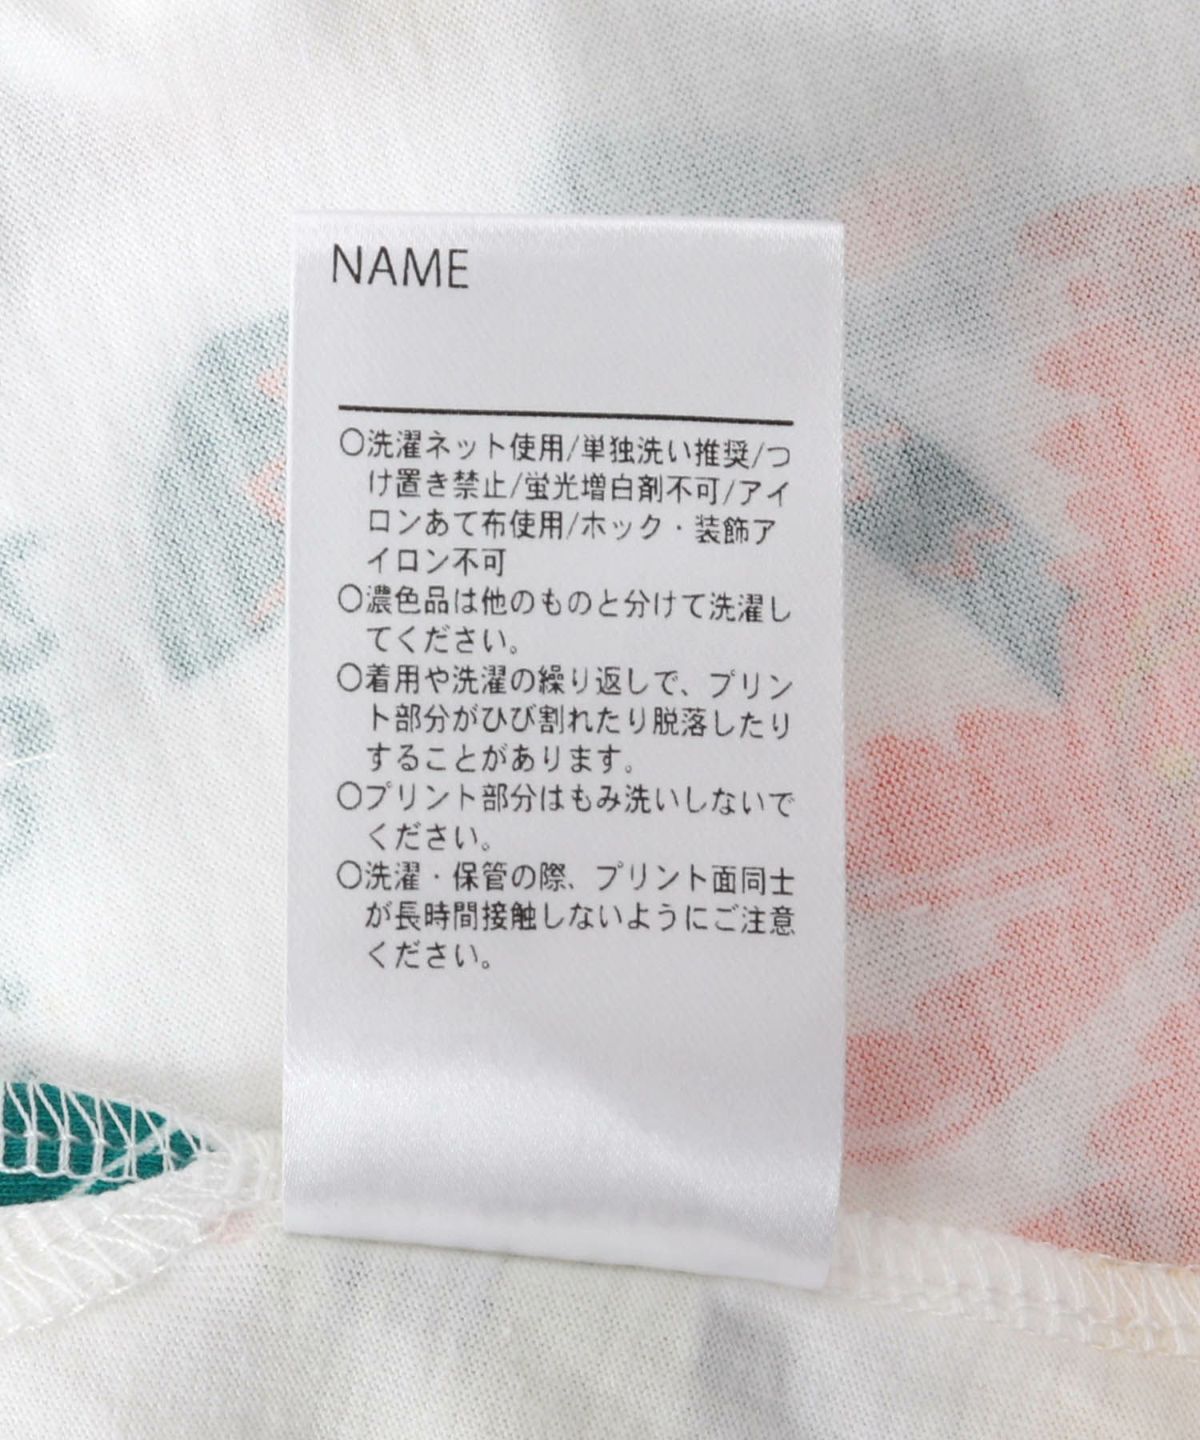 NAME
〇洗濯ネット使用/単独洗い推奨/つ
け置き禁止/蛍光増白剤不可/アイ
ロンあて布使用/ホック・装飾ア
イロン不可
〇濃色品は他のものと分けて洗濯し
てください。
〇着用や洗濯の繰り返しで、プリン
ト部分がひび割れたり脱落したり
することがあります。
〇プリント部分はもみ洗いしないで
ください。
〇洗濯・保管の際、プリント面同士
が長時間接触しないようにご注意
ください。